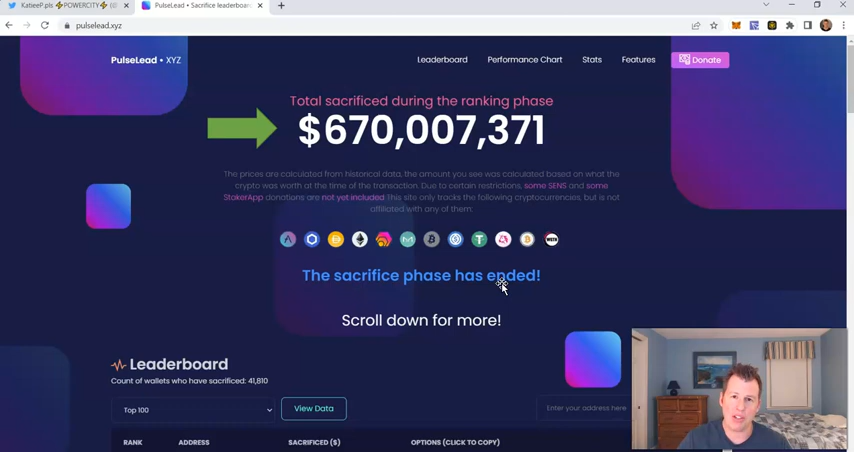 KatieeP.pls ⚡POWERCITY⚡
PulseLead • Sacrifice leaderboar
pulselead.xyz
PulseLead • XYZ
Leaderboard
Performance Chart
Stats
Features
Donate
Total sacrificed during the ranking phase
$670,007,371
The prices are calculated from historical data, the amount you see was calculated based on what the
crypto was worth at the time of the transaction. Due to certain restrictions, some SENS and some
StakerApp donations are not yet included This site only tracks the following cryptocurrencies, but is not
affiliated with any of them:
The sacrifice phase has ended!
Scroll down for more!
Leaderboard
Count of wallets who have sacrificed: 41,810
Top 100
View Data
Enter your address here
RANK
ADDRESS
SACRIFICED ($)
OPTIONS (CLICK TO COPY)